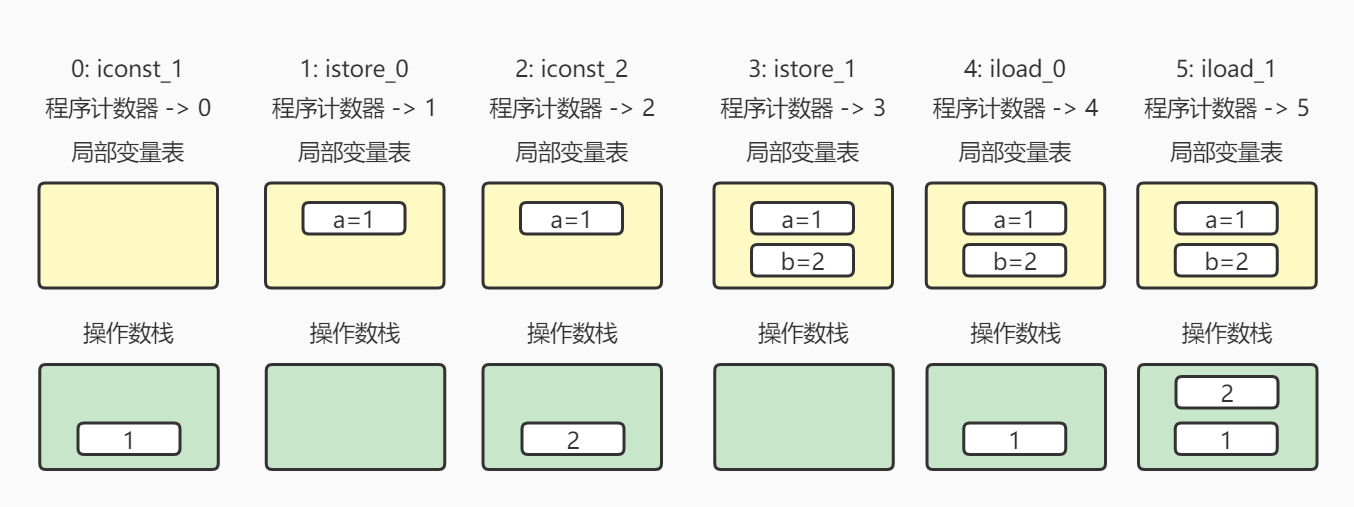 0: iconst_1
程序计数器 -> 0
局部变量表
操作数栈
1
1: istore_0
程序计数器 -> 1
局部变量表
a=1
操作数栈
2: iconst_2
程序计数器 -> 2
局部变量表
a=1
操作数栈
2
3: istore_1
程序计数器 -> 3
局部变量表
a=1
b=2
操作数栈
4: iload_0
程序计数器 -> 4
局部变量表
a=1
b=2
操作数栈
1
5: iload_1
程序计数器 -> 5
局部变量表
a=1
b=2
操作数栈
2
1